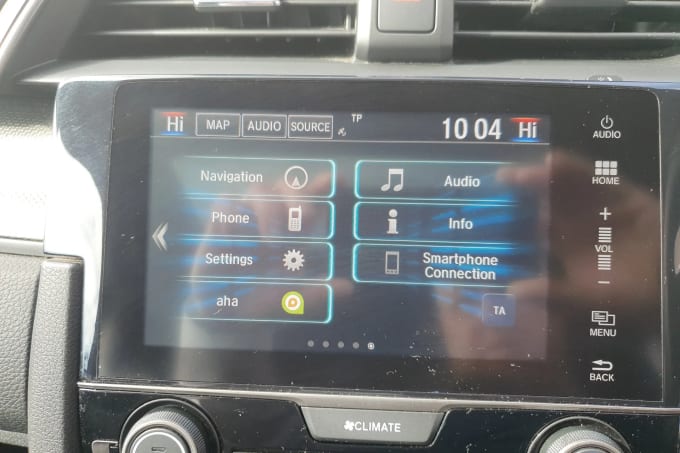 Hi MAP AUDIO SOURCE TP 10 04 Hi
AUDIO
HOME
Navigation
Audio
Phone
Info
Settings
Smartphone
Connection
aha
TA
+
VOL
−
MENU
BACK
CLIMATE